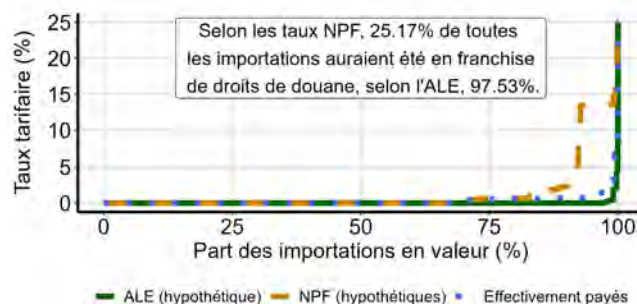 Selon les taux NPF, 25.17% de toutes
les importations auraient été en franchise
de droits de douane, selon l'ALE, 97.53%.
Taux tarifaire (%)
25
20
15
10
5
0
0 25 50 75 100
Part des importations en valeur (%)
ALE (hypothétique) NPF (hypothétiques) Effectivement payés